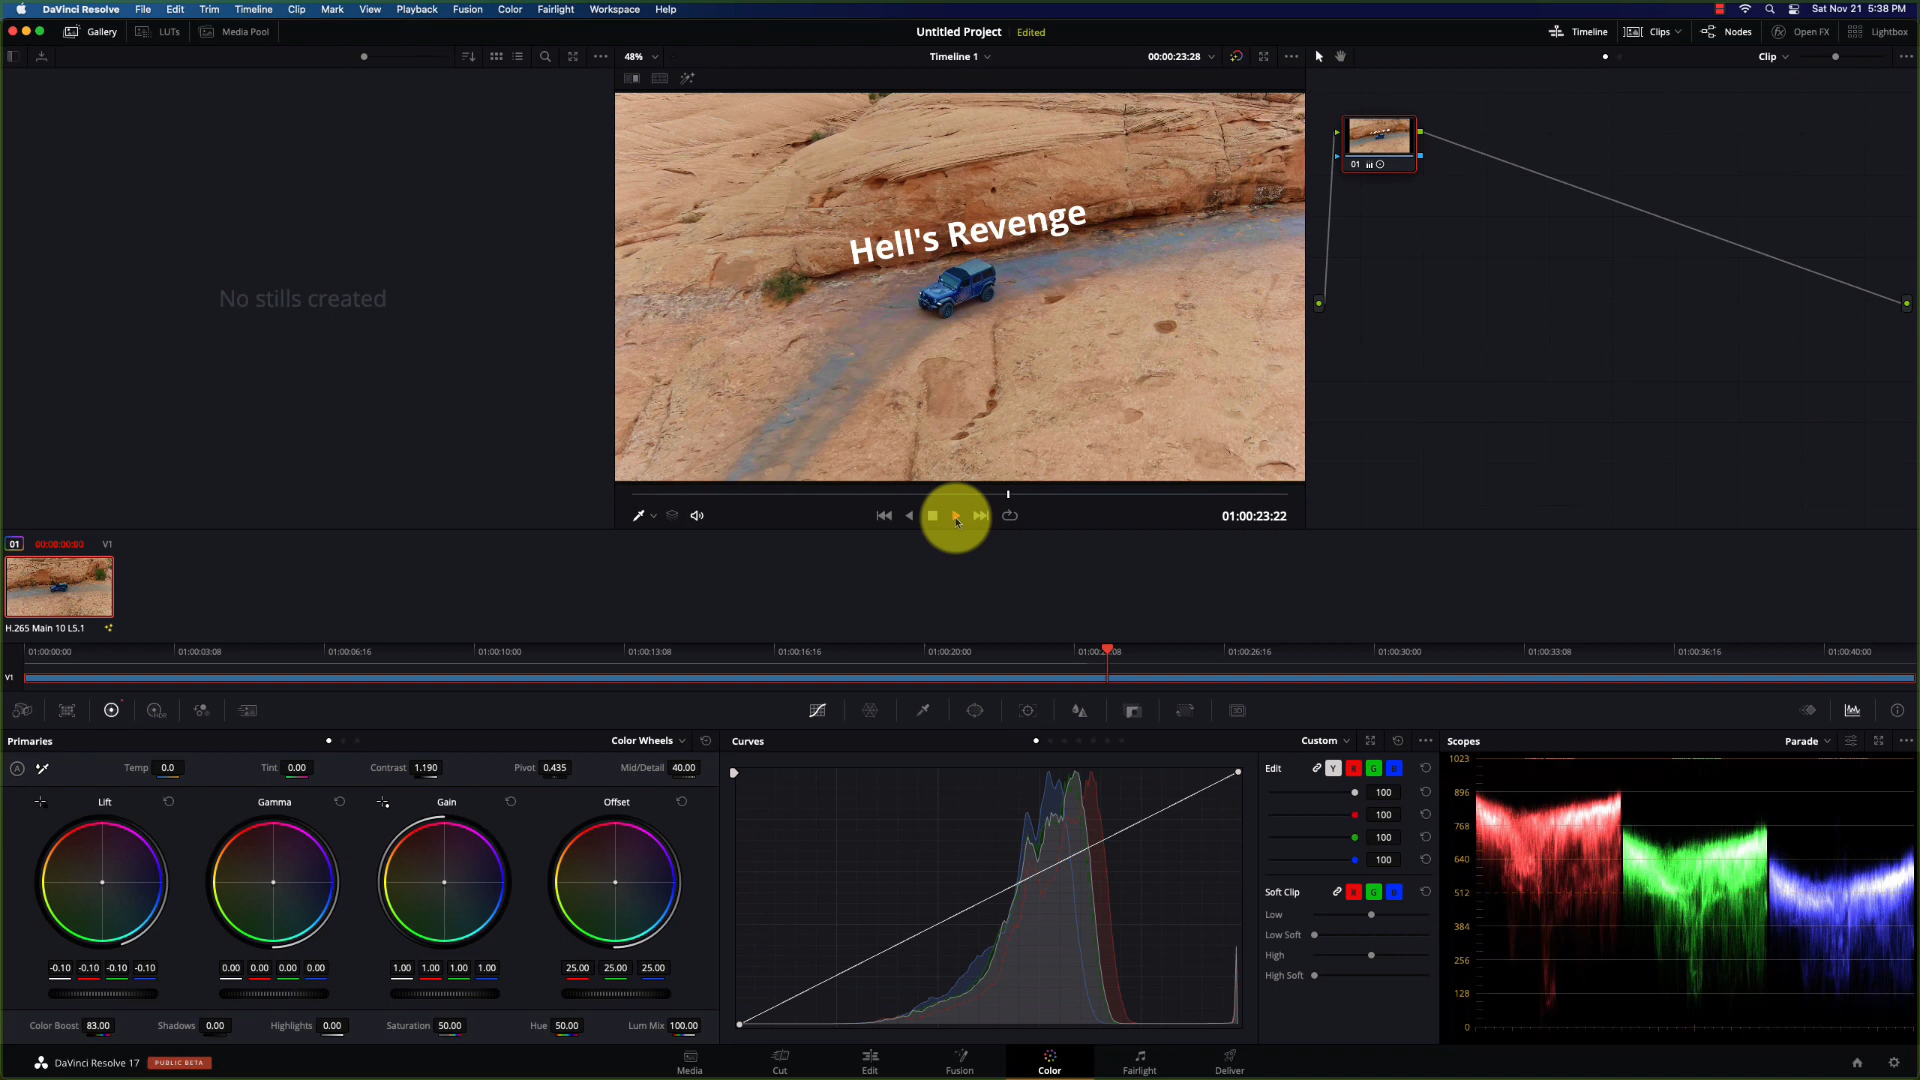 DaVinci Resolve File Edit Trim Timeline Clip Mark View Playback Fusion Color Fairlight Workspace Help Sat Nov 21 5:38 PM
Gallery LUTs Media Pool Untitled Project Edited Timeline Clips Nodes Open FX Lightbox
48% Timeline 1 00:00:23:28 Clip
Hell's Revenge
01
No stills created
01:00:23:22
01 00:00:00:00 V1
H.265 Main 10 L5.1
01:00:00:00 01:00:03:08 01:00:06:16 01:00:10:00 01:00:13:08 01:00:16:16 01:00:20:00 01:00:2 :08 01:00:26:16 01:00:30:00 01:00:33:08 01:00:36:16 01:00:40:00
V1
HDR 3D
Primaries Color Wheels Curves Custom Scopes Parade
A Temp 0.0 Tint 0.00 Contrast 1.190 Pivot 0.435 Mid/Detail 40.00 Edit Y R G B
Lift Gamma Gain Offset
100
100
100
100
Soft Clip R G B
Low
Low Soft
High
High Soft
1023
896
768
640
512
384
256
128
0
-0.10 -0.10 -0.10 -0.10 0.00 0.00 0.00 0.00 1.00 1.00 1.00 1.00 25.00 25.00 25.00
Color Boost 83.00 Shadows 0.00 Highlights 0.00 Saturation 50.00 Hue 50.00 Lum Mix 100.00
DaVinci Resolve 17 PUBLIC BETA Media Cut Edit Fusion Color Fairlight Deliver